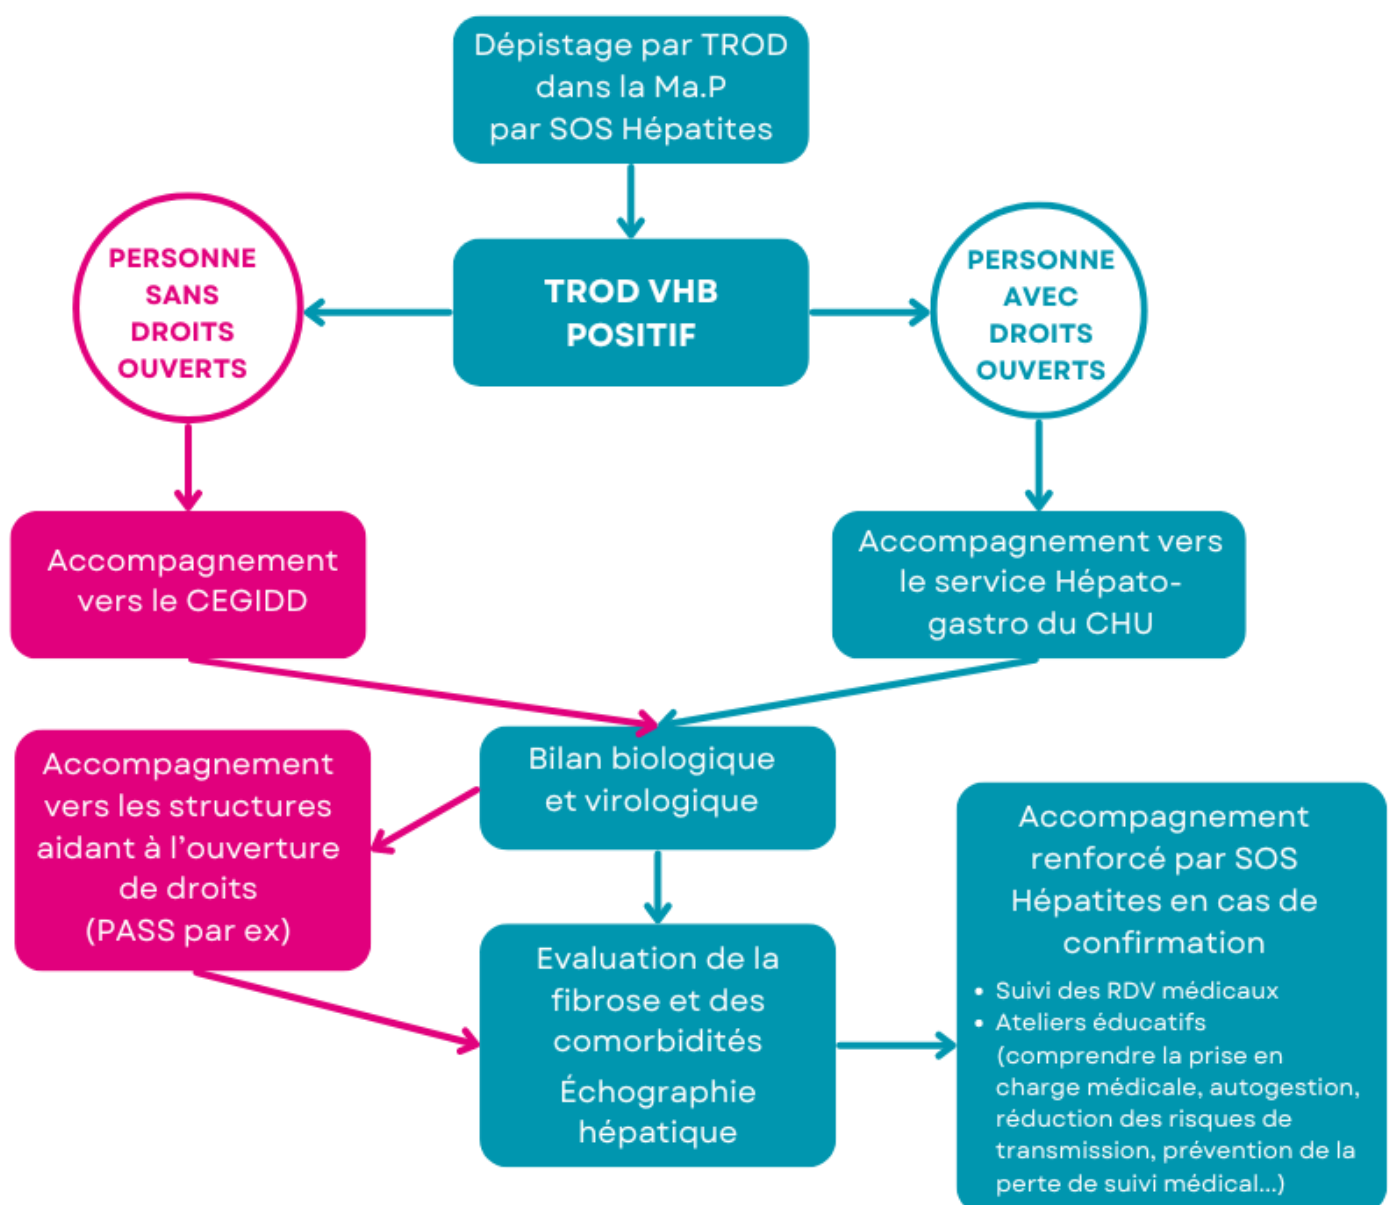 Dépistage par TROD
dans la Ma.P
par SOS Hépatites
PERSONNE
SANS
DROITS
OUVERTS
TROD VHB
POSITIF
PERSONNE
AVEC
DROITS
OUVERTS
Accompagnement
vers le CEGIDD
Accompagnement vers
le service Hépato-
gastro du CHU
Accompagnement
vers les structures
aidant à l'ouverture
de droits
(PASS par ex)
Bilan biologique
et virologique
Evaluation de la
fibrose et des
comorbidités
Échographie
hépatique
Accompagnement
renforcé par SOS
Hépatites en cas de
confirmation
• Suivi des RDV médicaux
• Ateliers éducatifs
(comprendre la prise en
charge médicale, autogestion,
réduction des risques de
transmission, prévention de la
perte de suivi médical...)